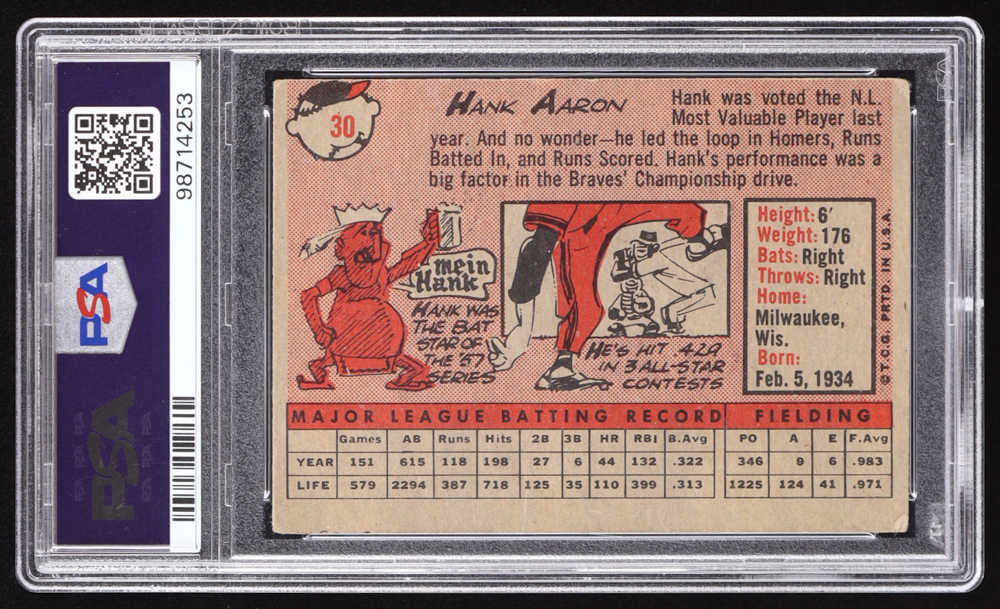 98714253
PSA
PSA
30
HANK AARON
Hank was voted the N.L.
Most Valuable Player last
year. And no wonder—he led the loop in Homers, Runs
Batted In, and Runs Scored. Hank's performance was a
big factor in the Braves' Championship drive.
mein
Hank
HANK WAS
THE BAT
STAR OF
THE '57
SERIES
HE'S HIT .429
IN 3 ALL-STAR
CONTESTS
Height: 6'
Weight: 176
Bats: Right
Throws: Right
Home:
Milwaukee,
Wis.
Born:
Feb. 5, 1934
© T.C.G. PRTD. IN U.S.A.
MAJOR LEAGUE BATTING RECORD FIELDING
Games AB Runs Hits 2B 3B HR RBI B.Avg PO A E F.Avg
YEAR 151 615 118 198 27 6 44 132 .322 346 9 6 .983
LIFE 579 2294 387 718 125 35 110 399 .313 1225 124 41 .971